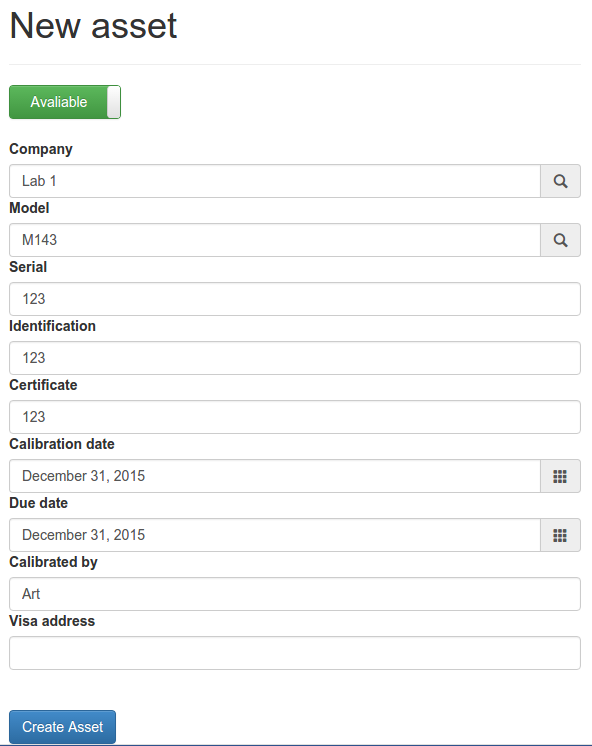 New asset
Avaliable
Company
Lab 1
Model
M143
Serial
123
Identification
123
Certificate
123
Calibration date
December 31, 2015
Due date
December 31, 2015
Calibrated by
Art
Visa address
Create Asset